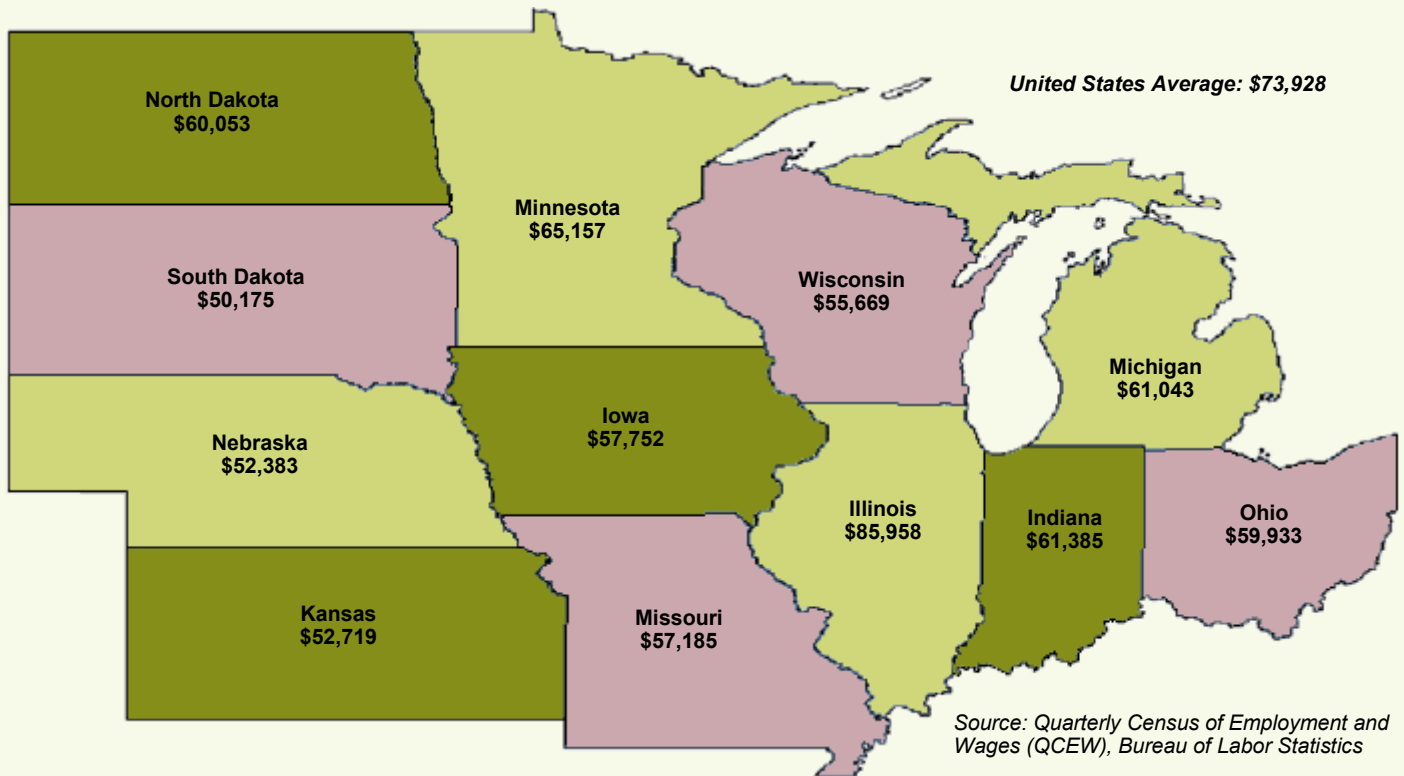 North Dakota
$60,053
United States Average: $73,928
Minnesota
$65,157
South Dakota
$50,175
Wisconsin
$55,669
Michigan
$61,043
Nebraska
$52,383
Iowa
$57,752
Illinois
$85,958
Indiana
$61,385
Ohio
$59,933
Kansas
$52,719
Missouri
$57,185
Source: Quarterly Census of Employment and
Wages (QCEW), Bureau of Labor Statistics